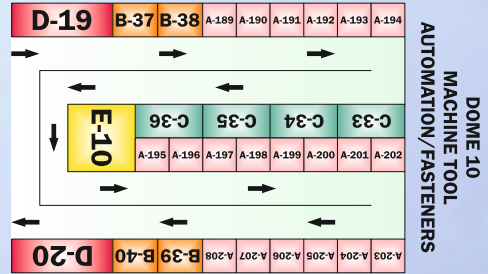 D-19 B-37 B-38 A-189 A-190 A-191 A-192 A-193 A-194
E-10 C-36 C-35 C-34 C-33
A-195 A-196 A-197 A-198 A-199 A-200 A-201 A-202
D-20 B-40 B-39 A-208 A-207 A-206 A-205 A-204 A-203
DOME 10
MACHINE TOOL
AUTOMATION/FASTENERS